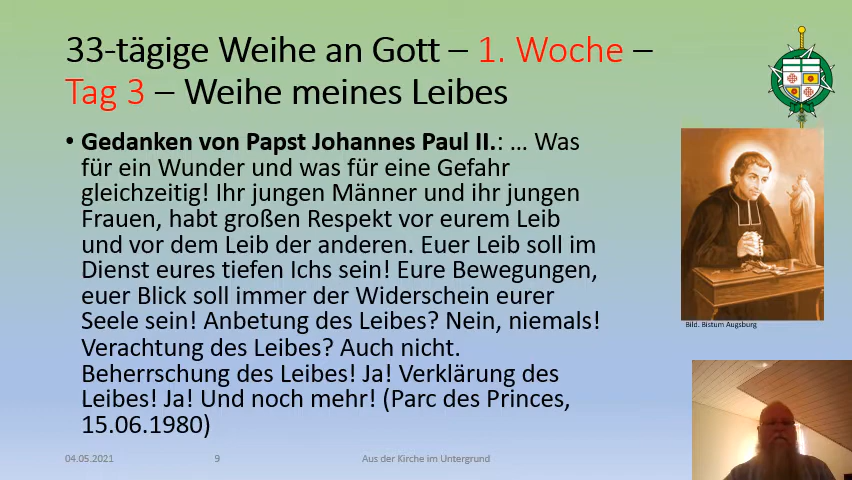 33-tägige Weihe an Gott – 1. Woche –
Tag 3 – Weihe meines Leibes
• Gedanken von Papst Johannes Paul II.: … Was
für ein Wunder und was für eine Gefahr
gleichzeitig! Ihr jungen Männer und ihr jungen
Frauen, habt großen Respekt vor eurem Leib
und vor dem Leib der anderen. Euer Leib soll im
Dienst eures tiefen Ichs sein! Eure Bewegungen,
euer Blick soll immer der Widerschein eurer
Seele sein! Anbetung des Leibes? Nein, niemals!
Verachtung des Leibes? Auch nicht.
Beherrschung des Leibes! Ja! Verklärung des
Leibes! Ja! Und noch mehr! (Parc des Princes,
15.06.1980)
Bild. Bistum Augsburg
04.05.2021
9
Aus der Kirche im Untergrund